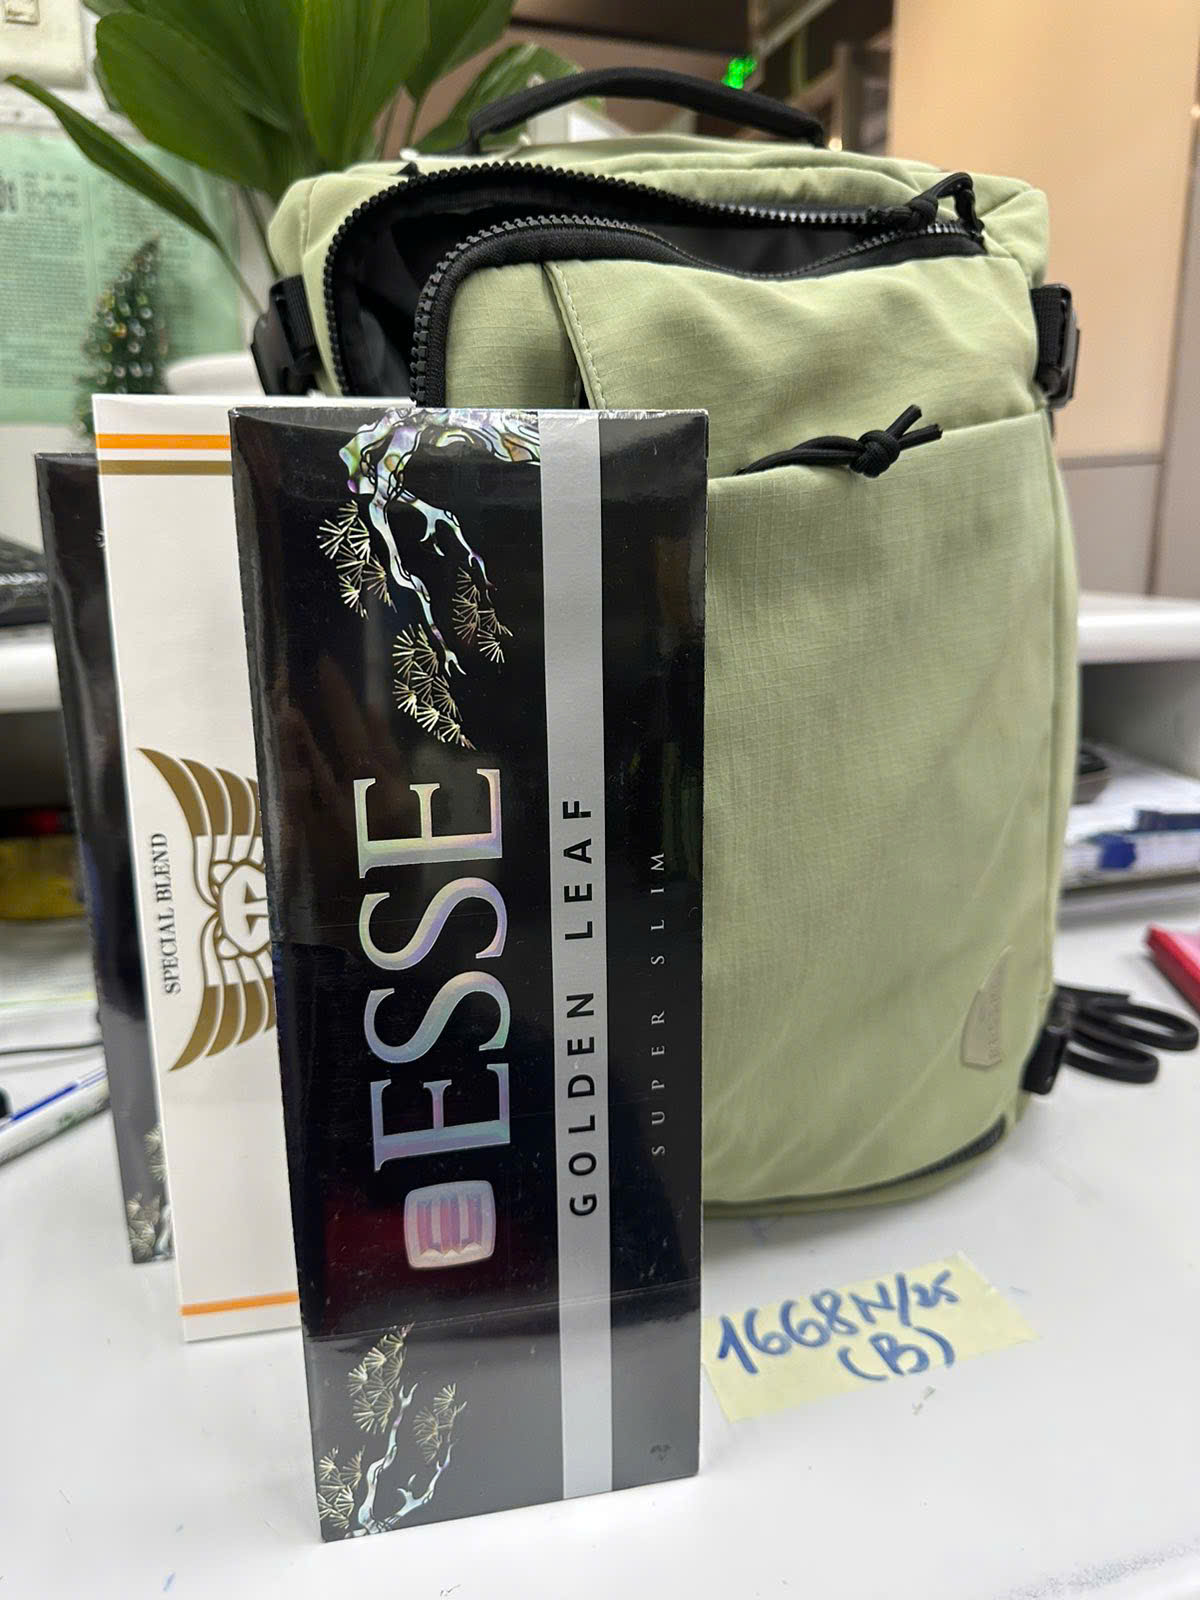 ESSE
GOLDEN LEAF
SUPER SLIM
SPECIAL BLEND
1668N/25
(B)